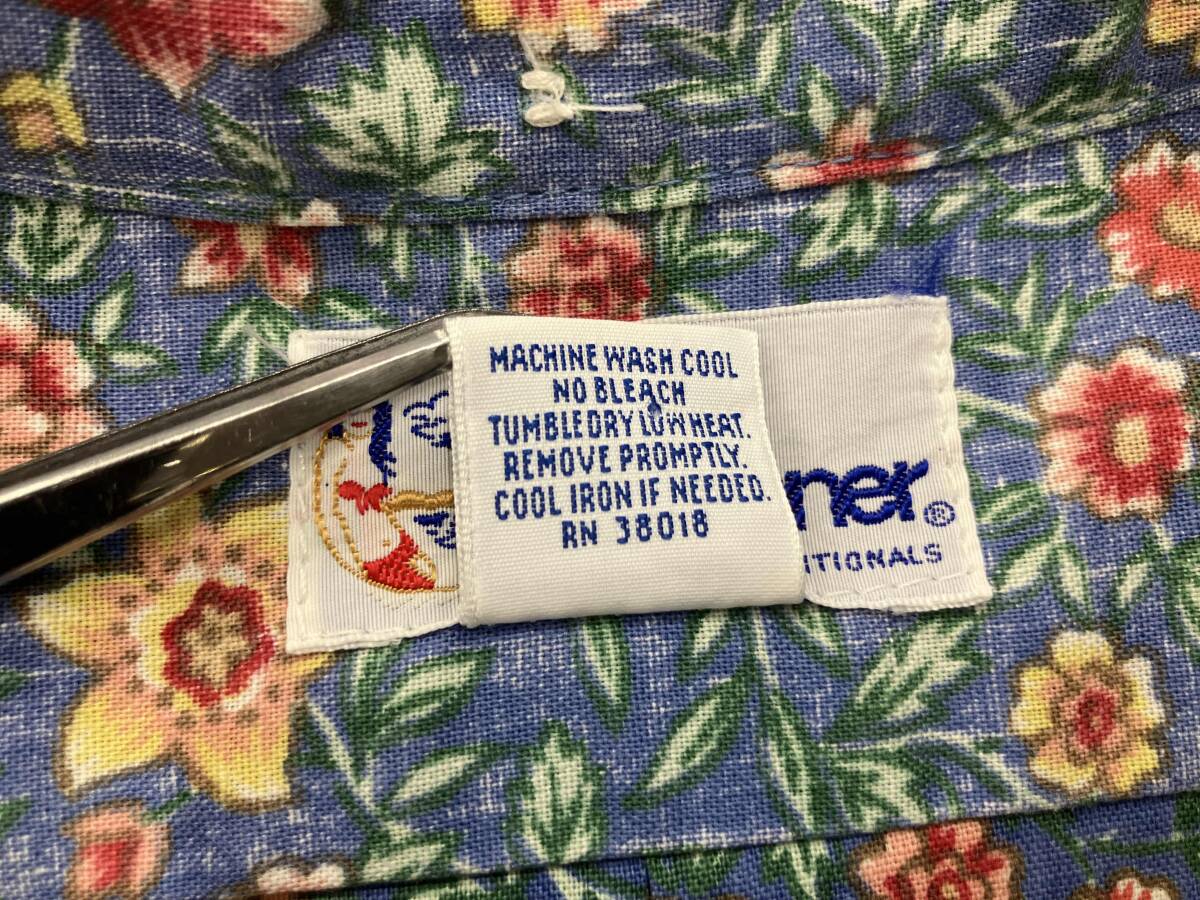 MACHINE WASH COOL
NO BLEACH
TUMBLE DRY LOW HEAT.
REMOVE PROMPTLY.
COOL IRON IF NEEDED.
RN 38018
ner®
ITIONALS